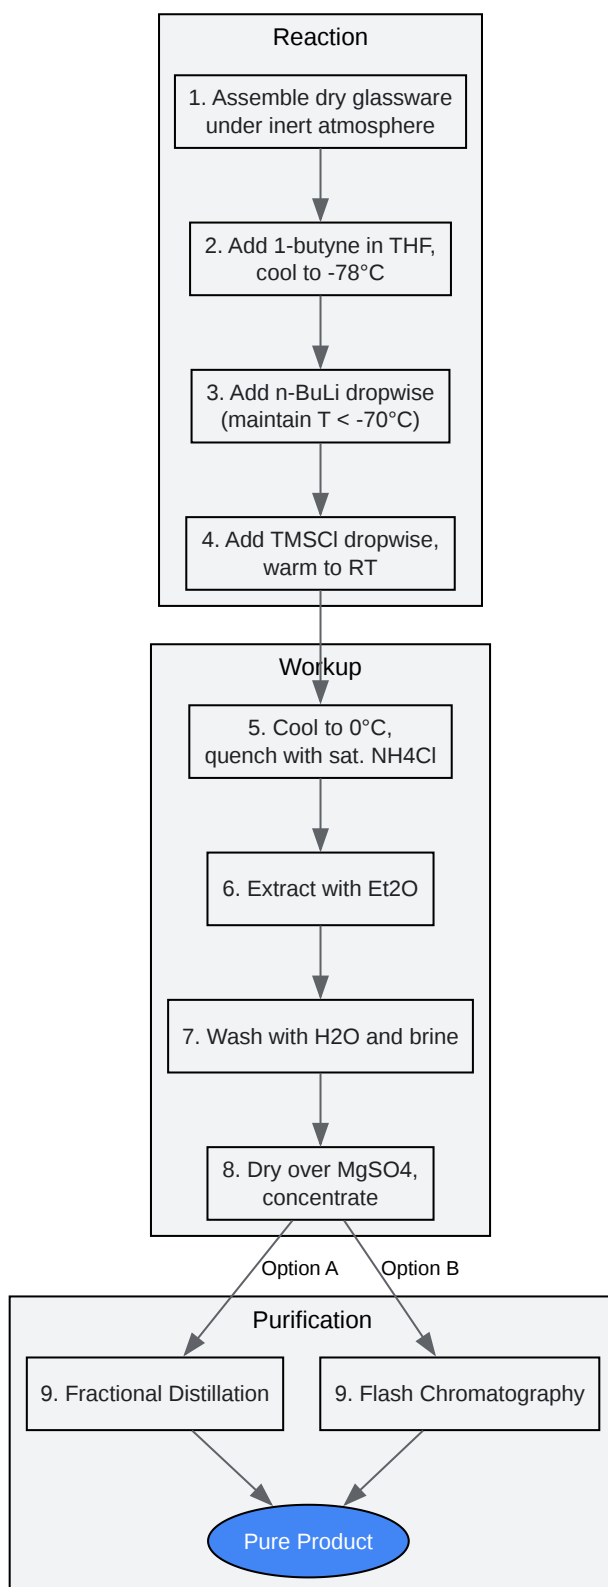 Reaction
1. Assemble dry glassware
under inert atmosphere
2. Add 1-butyne in THF,
cool to -78°C
3. Add n-BuLi dropwise
(maintain T < -70°C)
4. Add TMSCl dropwise,
warm to RT
Workup
5. Cool to 0°C,
quench with sat. NH4Cl
6. Extract with Et2O
7. Wash with H2O and brine
8. Dry over MgSO4,
concentrate
Option A
Option B
Purification
9. Fractional Distillation
9. Flash Chromatography
Pure Product